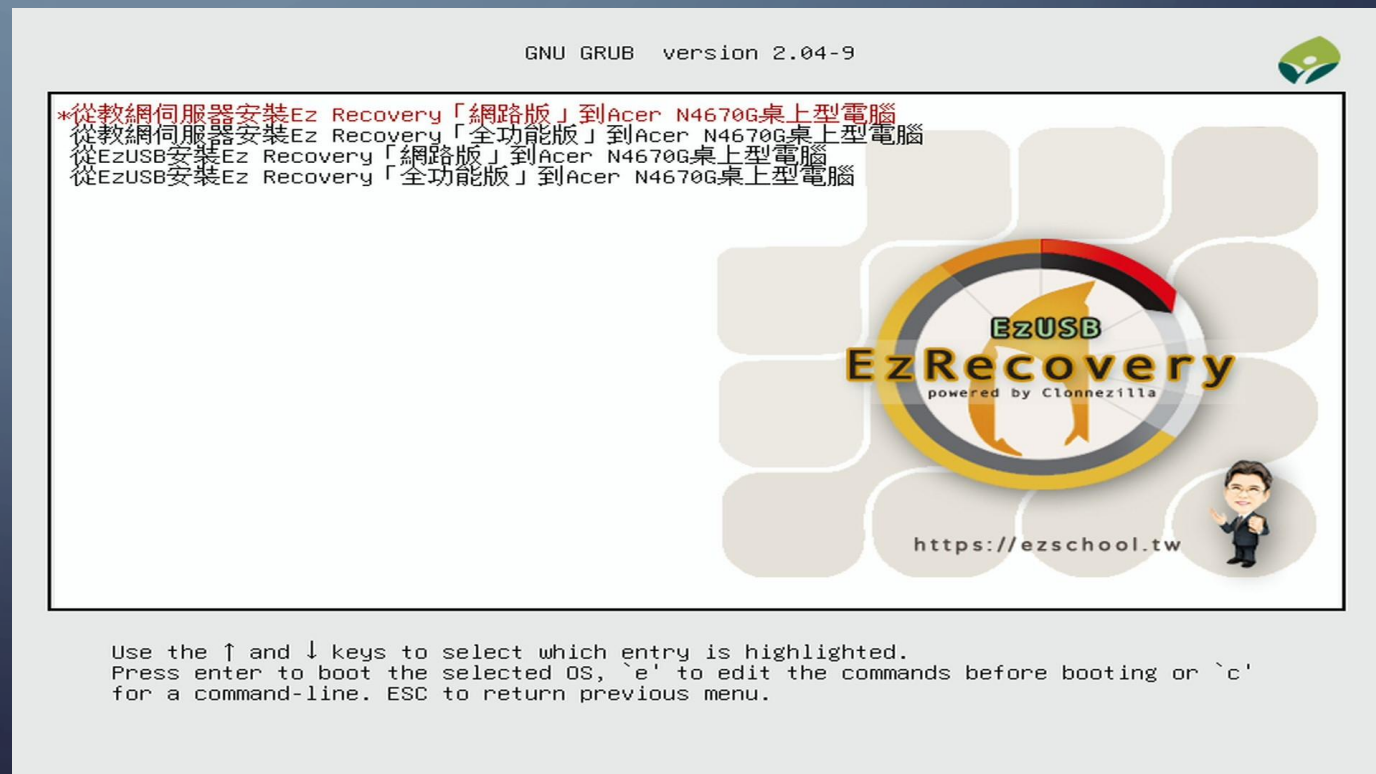 GNU GRUB  version 2.04-9
*從教網伺服器安裝Ez Recovery「網路版」到Acer N4670G桌上型電腦
從教網伺服器安裝Ez Recovery「全功能版」到Acer N4670G桌上型電腦
從EzUSB安裝Ez Recovery「網路版」到Acer N4670G桌上型電腦
從EzUSB安裝Ez Recovery「全功能版」到Acer N4670G桌上型電腦
EzUSB
EzRecovery
powered by Clonnezilla
https://ezschool.tw
Use the ↑ and ↓ keys to select which entry is highlighted.
Press enter to boot the selected OS, `e' to edit the commands before booting or `c'
for a command-line. ESC to return previous menu.